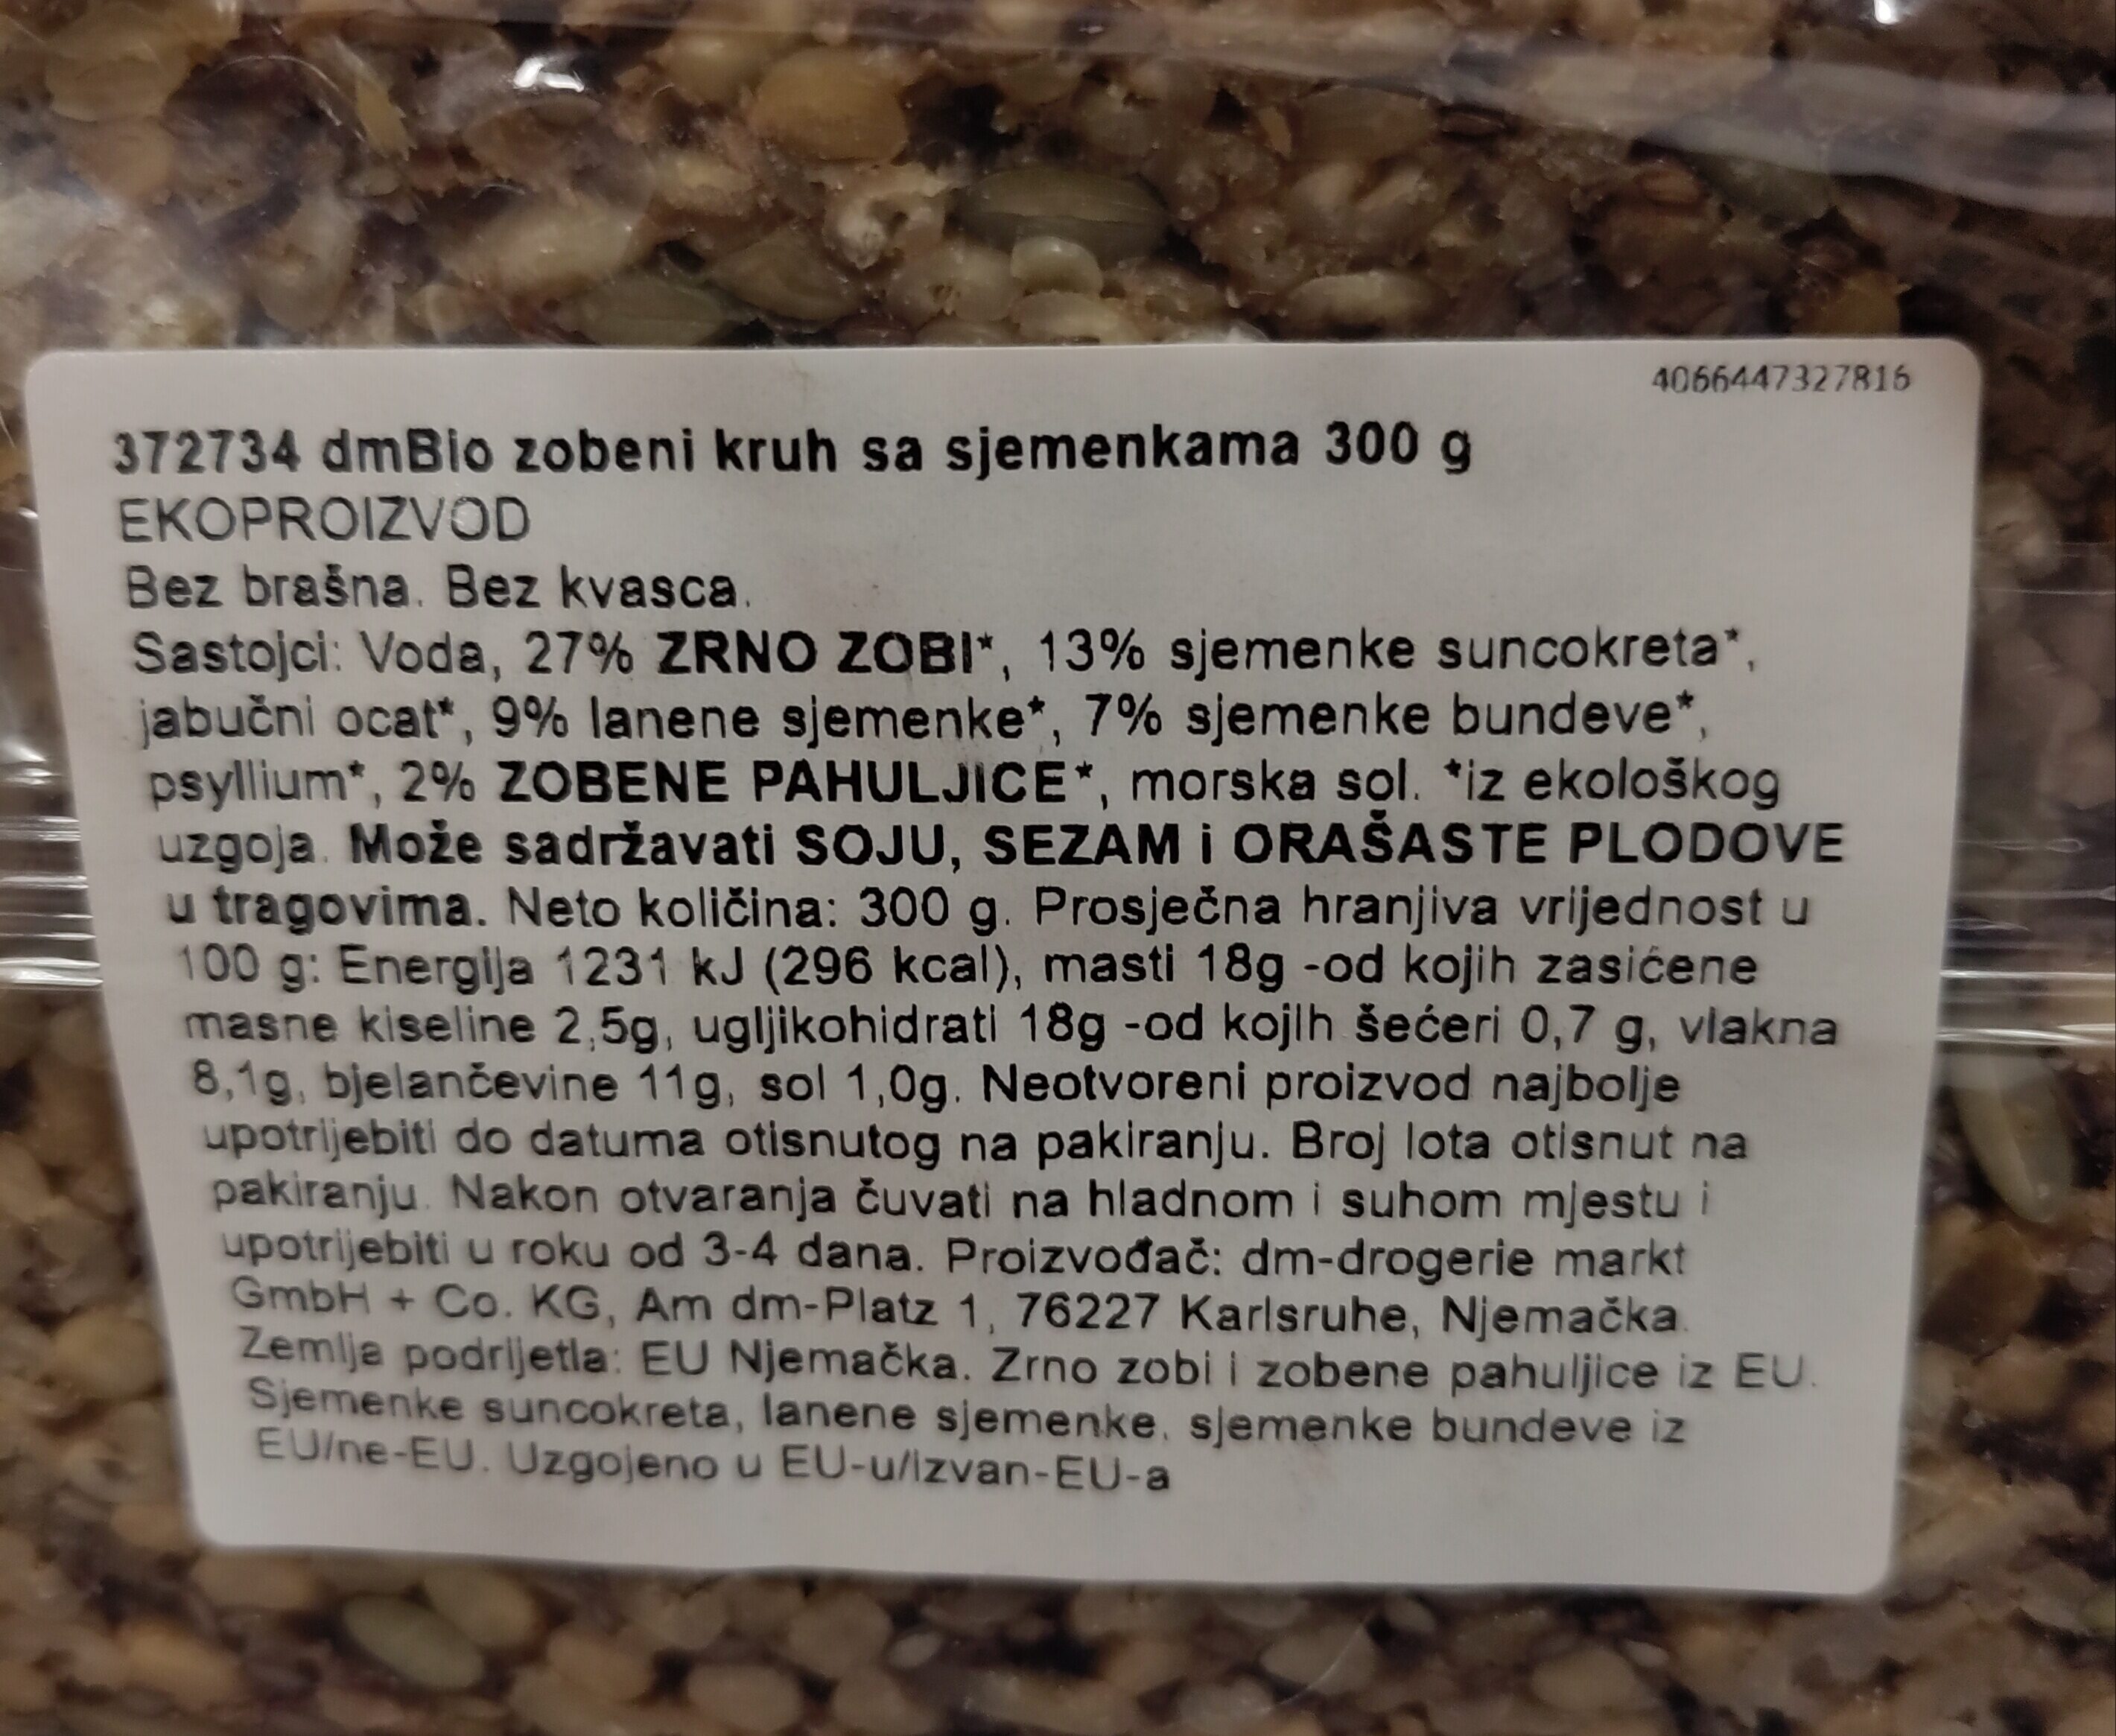 4066447327816
372734 dmBio zobeni kruh sa sjemenkama 300 g
EKOPROIZVOD
Bez brašna. Bez kvasca.
Sastojci: Voda, 27% ZRNO ZOBI*, 13% sjemenke suncokreta*,
jabučni ocat*, 9% lanene sjemenke*, 7% sjemenke bundeve*,
psyllium*, 2% ZOBENE PAHULJICE*, morska sol. *iz ekološkog
uzgoja. Može sadržavati SOJU, SEZAM i ORAŠASTE PLODOVE
u tragovima. Neto količina: 300 g. Prosječna hranjiva vrijednost u
100 g: Energija 1231 kJ (296 kcal), masti 18g -od kojih zasićene
masne kiseline 2,5g, ugljikohidrati 18g -od kojih šećeri 0,7 g, vlakna
8,1g, bjelančevine 11g, sol 1,0g. Neotvoreni proizvod najbolje
upotrijebiti do datuma otisnutog na pakiranju. Broj lota otisnut na
pakiranju. Nakon otvaranja čuvati na hladnom i suhom mjestu i
upotrijebiti u roku od 3-4 dana. Proizvođač: dm-drogerie markt
GmbH + Co. KG, Am dm-Platz 1, 76227 Karlsruhe, Njemačka.
Zemlja podrijetla: EU Njemačka. Zrno zobi i zobene pahuljice iz EU.
Sjemenke suncokreta, lanene sjemenke, sjemenke bundeve iz
EU/ne-EU. Uzgojeno u EU-u/izvan-EU-a